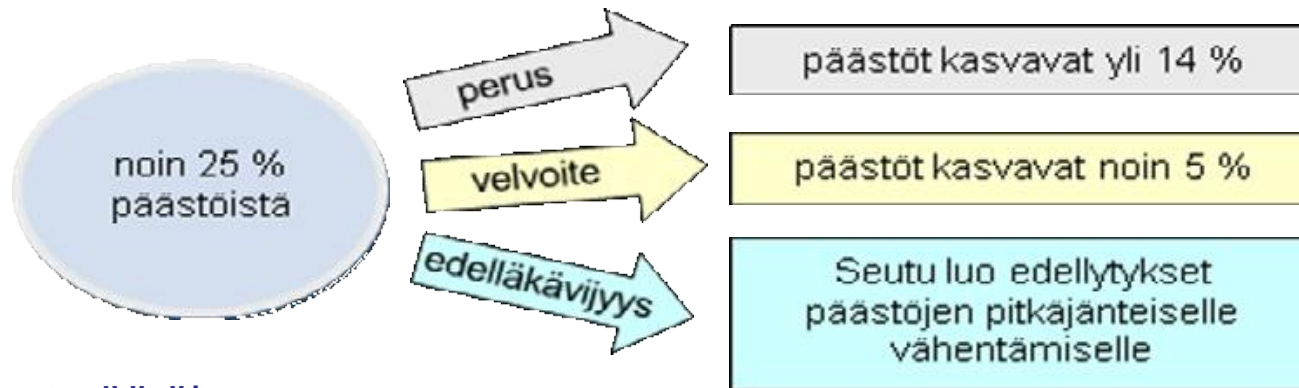 noin 25 %
päästöistä
perus
velvoite
edelläkävijyys
päästöt kasvavat yli 14 %
päästöt kasvavat noin 5 %
Seutu luo edellytykset
päästöjen pitkäjänteiselle
vähentämiselle